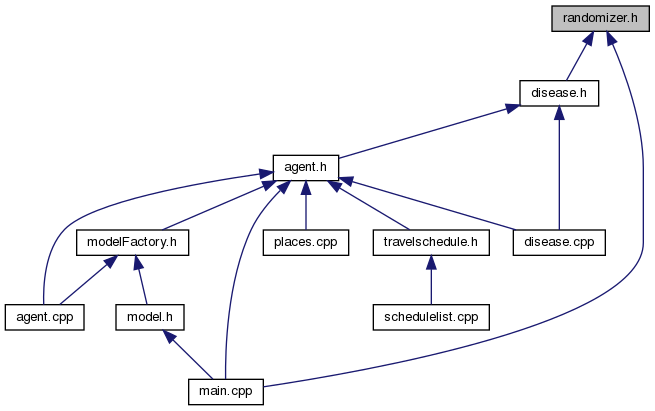 randomizer.h
disease.h
agent.h
modelFactory.h
places.cpp
travelschedule.h
disease.cpp
agent.cpp
model.h
schedulelist.cpp
main.cpp